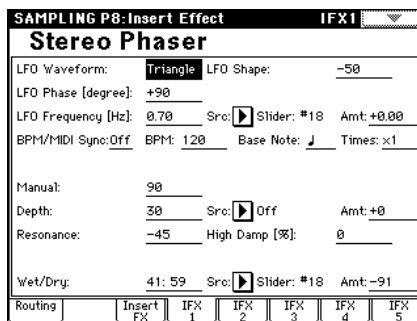 SAMPLING P8:Insert Effect IFX1
Stereo Phaser
LFO Waveform: Triangle LFO Shape: -50
LFO Phase [degree]: +90
LFO Frequency [Hz]: 0.70 Src: Slider: #18 Amt:+0.00
BPM/MIDI Sync:Off BPM: 120 Base Note: ♩ Times: ×1
Manual: 90
Depth: 30 Src: Off Amt:+0
Resonance: -45 High Damp [%]: 0
Wet/Dry: 41: 59 Src: Slider: #18 Amt:-91
Routing Insert FX IFX 1 IFX 2 IFX 3 IFX 4 IFX 5